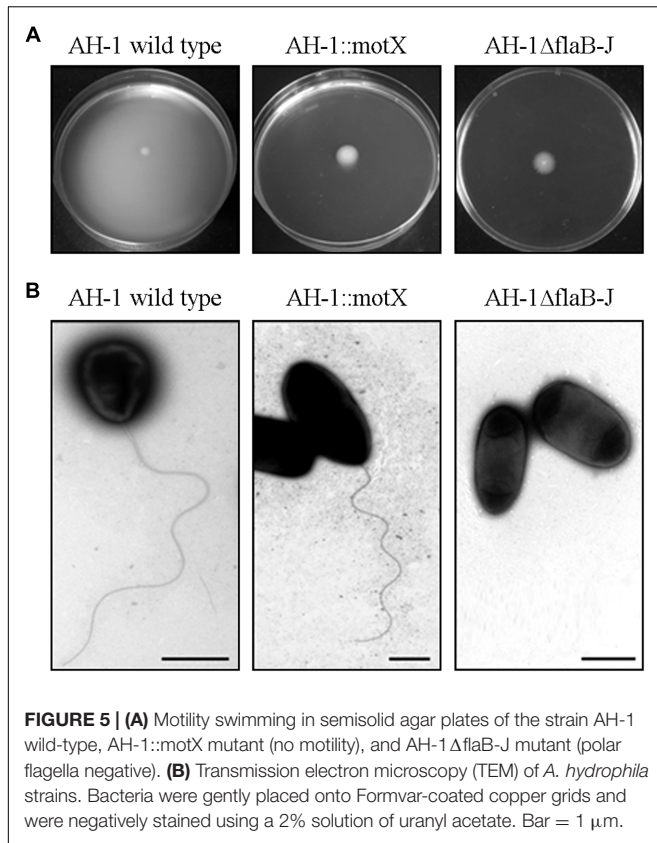 A
AH-1 wild type AH-1::motX AH-1ΔflaB-J
B
AH-1 wild type AH-1::motX AH-1ΔflaB-J
FIGURE 5 | (A) Motility swimming in semisolid agar plates of the strain AH-1
wild-type, AH-1::motX mutant (no motility), and AH-1ΔflaB-J mutant (polar
flagella negative). (B) Transmission electron microscopy (TEM) of A. hydrophila
strains. Bacteria were gently placed onto Formvar-coated copper grids and
were negatively stained using a 2% solution of uranyl acetate. Bar = 1 μm.